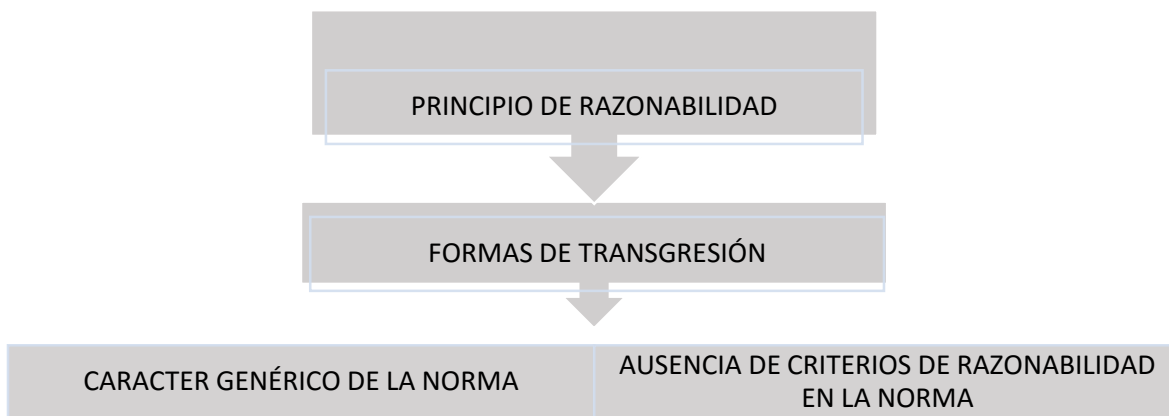 PRINCIPIO DE RAZONABILIDAD
FORMAS DE TRANSGRESIÓN
CARACTER GENÉRICO DE LA NORMA
AUSENCIA DE CRITERIOS DE RAZONABILIDAD
EN LA NORMA